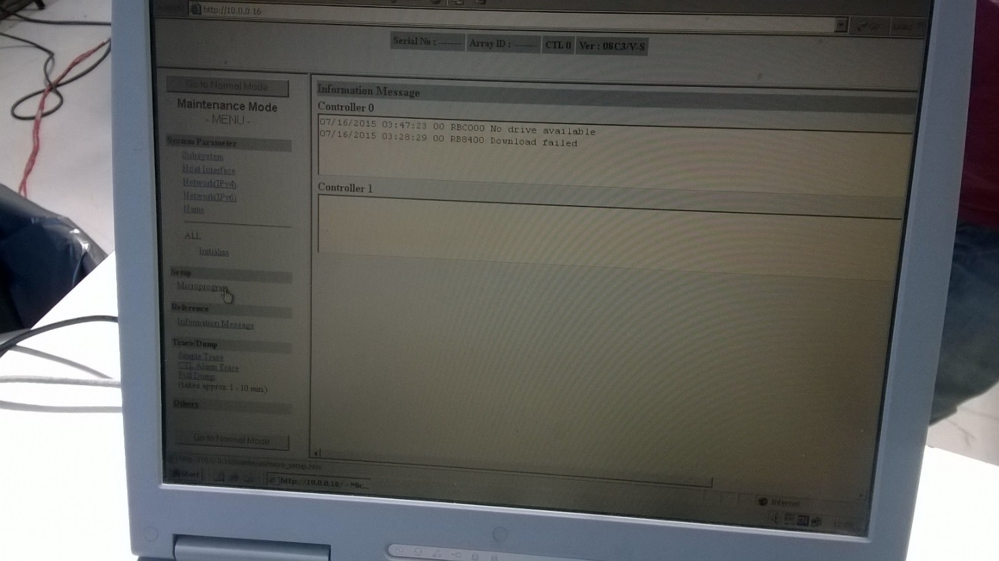 http://10.0.0.16
Serial No : -------- Array ID : -------- CTL 0 Ver : 08C3/V-S
Go to Normal Mode
Maintenance Mode
- MENU -
System Parameter
Subsystem
Host Interface
Network(IPv4)
Network(IPv6)
Name
ALL
Initialize
Setup
Microprogram
Reference
Information Message
Trace/Dump
Simple Trace
CTL Alarm Trace
Full Dump
(takes approx. 1 - 10 min.)
Others
Go to Normal Mode
Information Message
Controller 0
07/16/2015 03:47:23 00 RBC000 No drive available
07/16/2015 03:28:29 00 RB8400 Download failed
Controller 1
Internet
Start
http://10.0.0.16/ - Mic...
EN